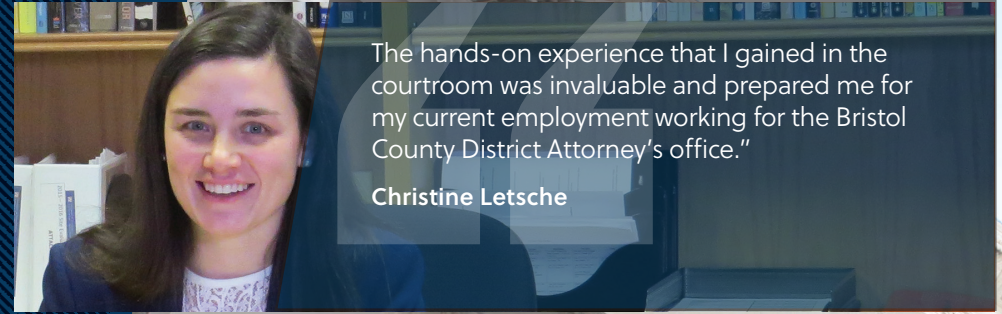 The hands-on experience that I gained in the
courtroom was invaluable and prepared me for
my current employment working for the Bristol
County District Attorney’s office.”
Christine Letsche